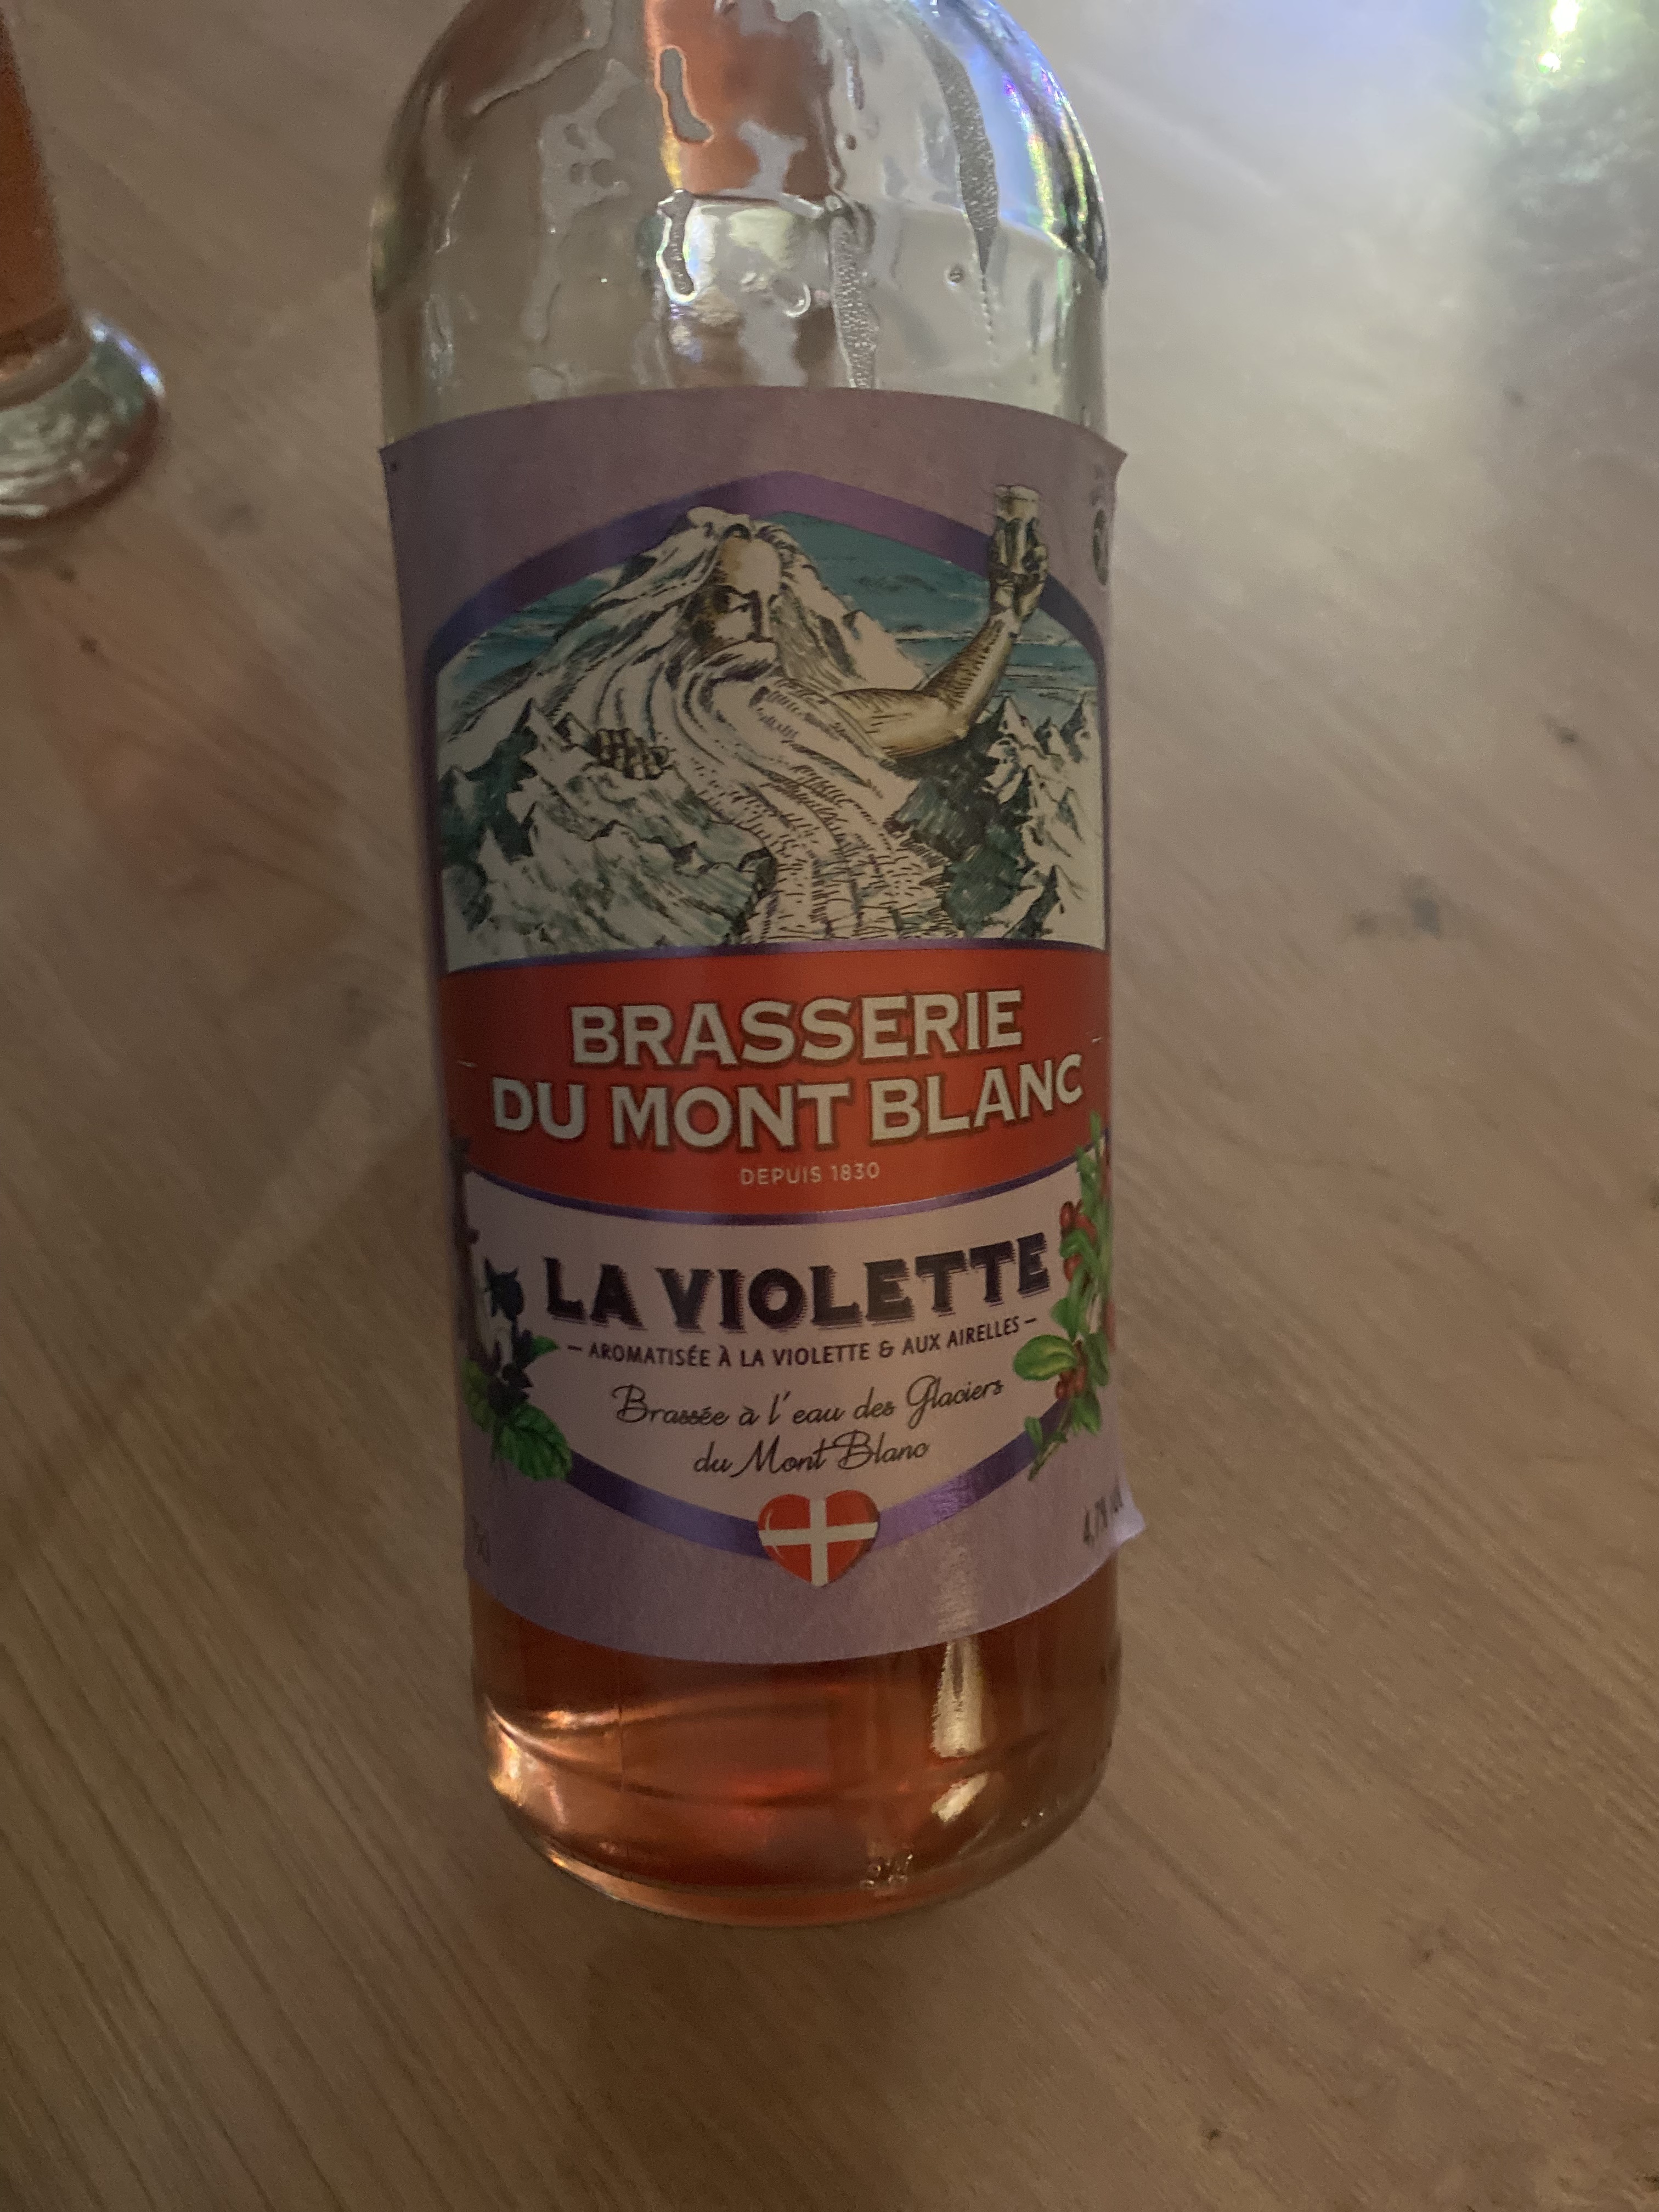 BRASSERIE
DU MONT BLANC
DEPUIS 1830
LA VIOLETTE
– AROMATISÉE À LA VIOLETTE & AUX AIRELLES –
Brassée à l'eau des Glaciers
du Mont Blanc